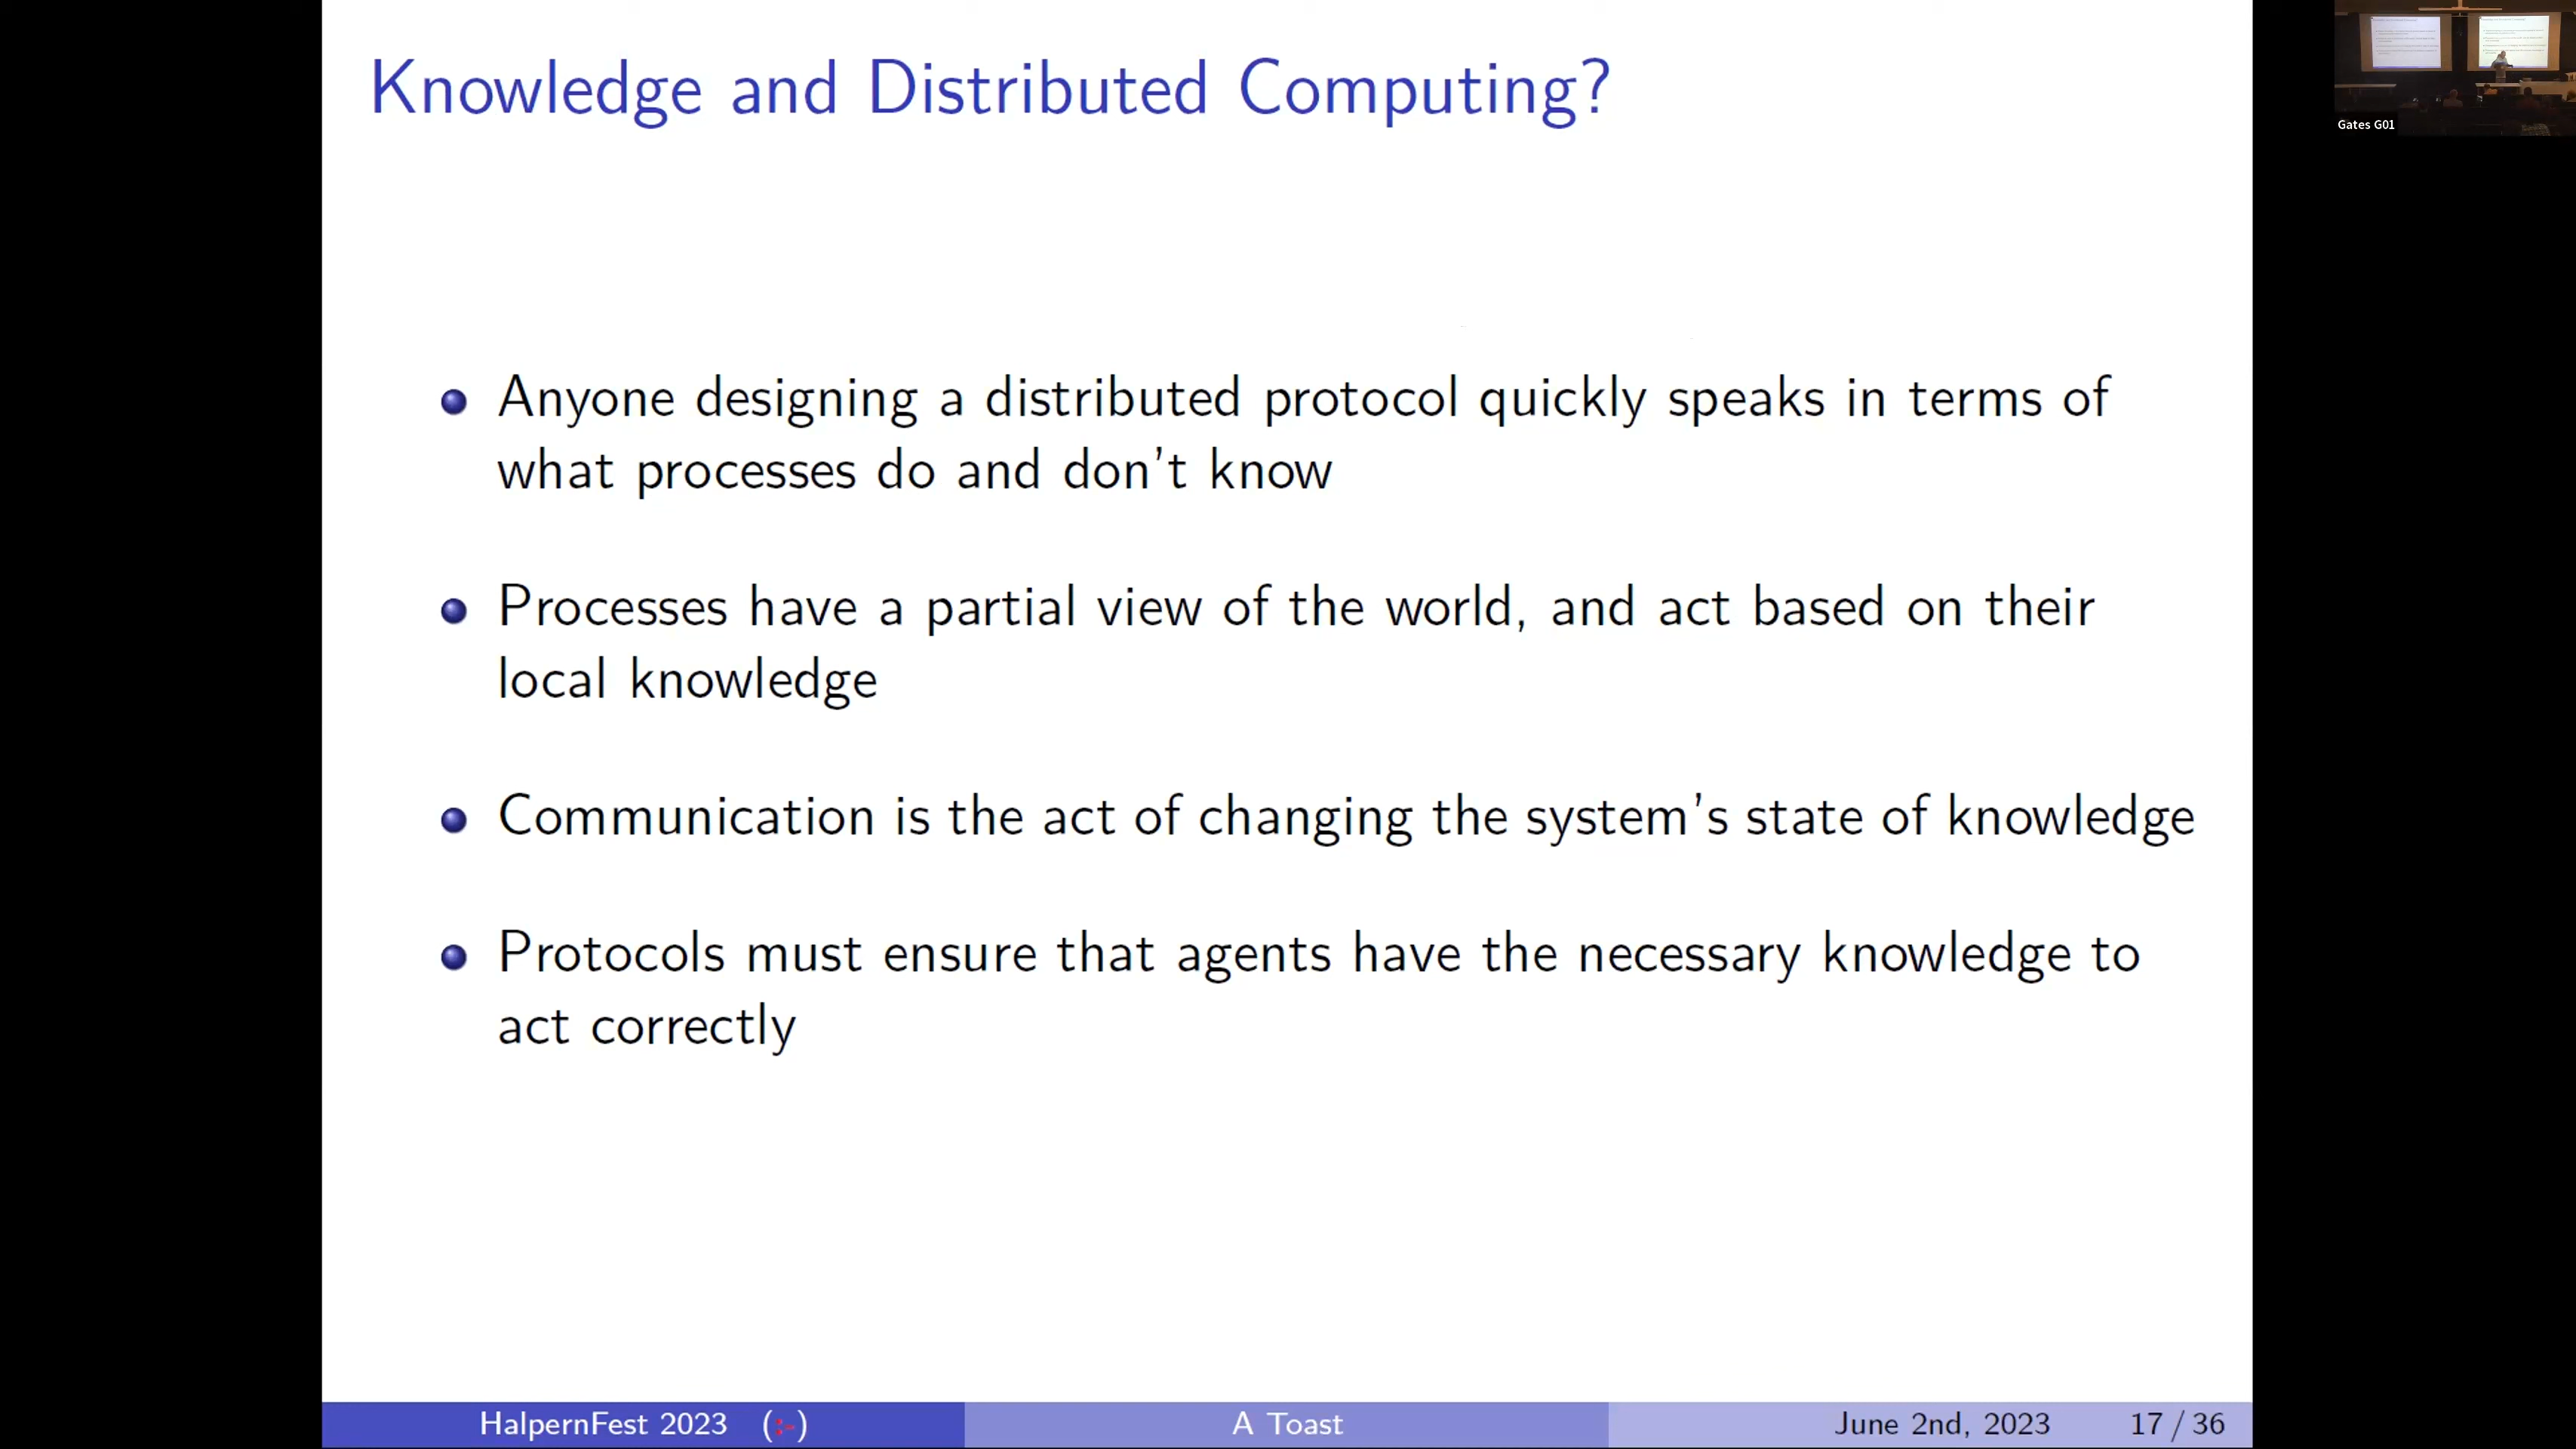 Knowledge and Distributed Computing?
Anyone designing a distributed protocol quickly speaks in terms of
what processes do and don't know
Processes have a partial view of the world, and act based on their
local knowledge
Communication is the act of changing the system's state of knowledge
Protocols must ensure that agents have the necessary knowledge to
act correctly
HalpernFest 2023 (:-)
A Toast
June 2nd, 2023
17 / 36
Gates G01